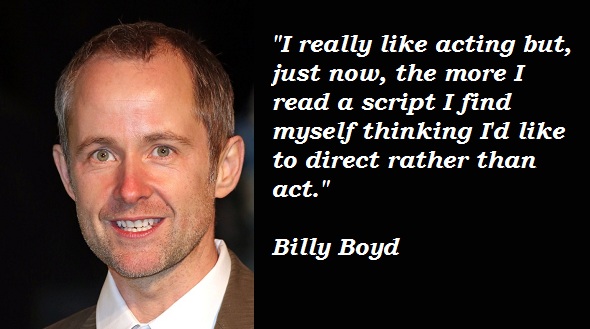 "I really like acting but,
just now, the more I
read a script I find
myself thinking I'd like
to direct rather than
act."
Billy Boyd